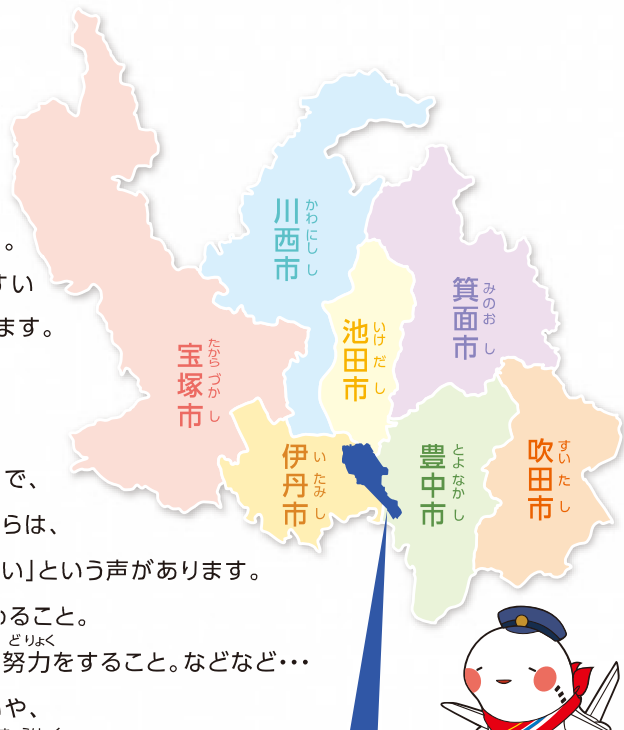 川西市
かわにし し
箕面市
みのお し
池田市
いけ だ し
宝塚市
たから づか し
伊丹市
い たみ し
豊中市
とよ なか し
吹田市
すい た し
。
すい
ます。
で、
らは、
い」という声があります。
ること。
どりょく
努力をすること。などなど・・・
や、